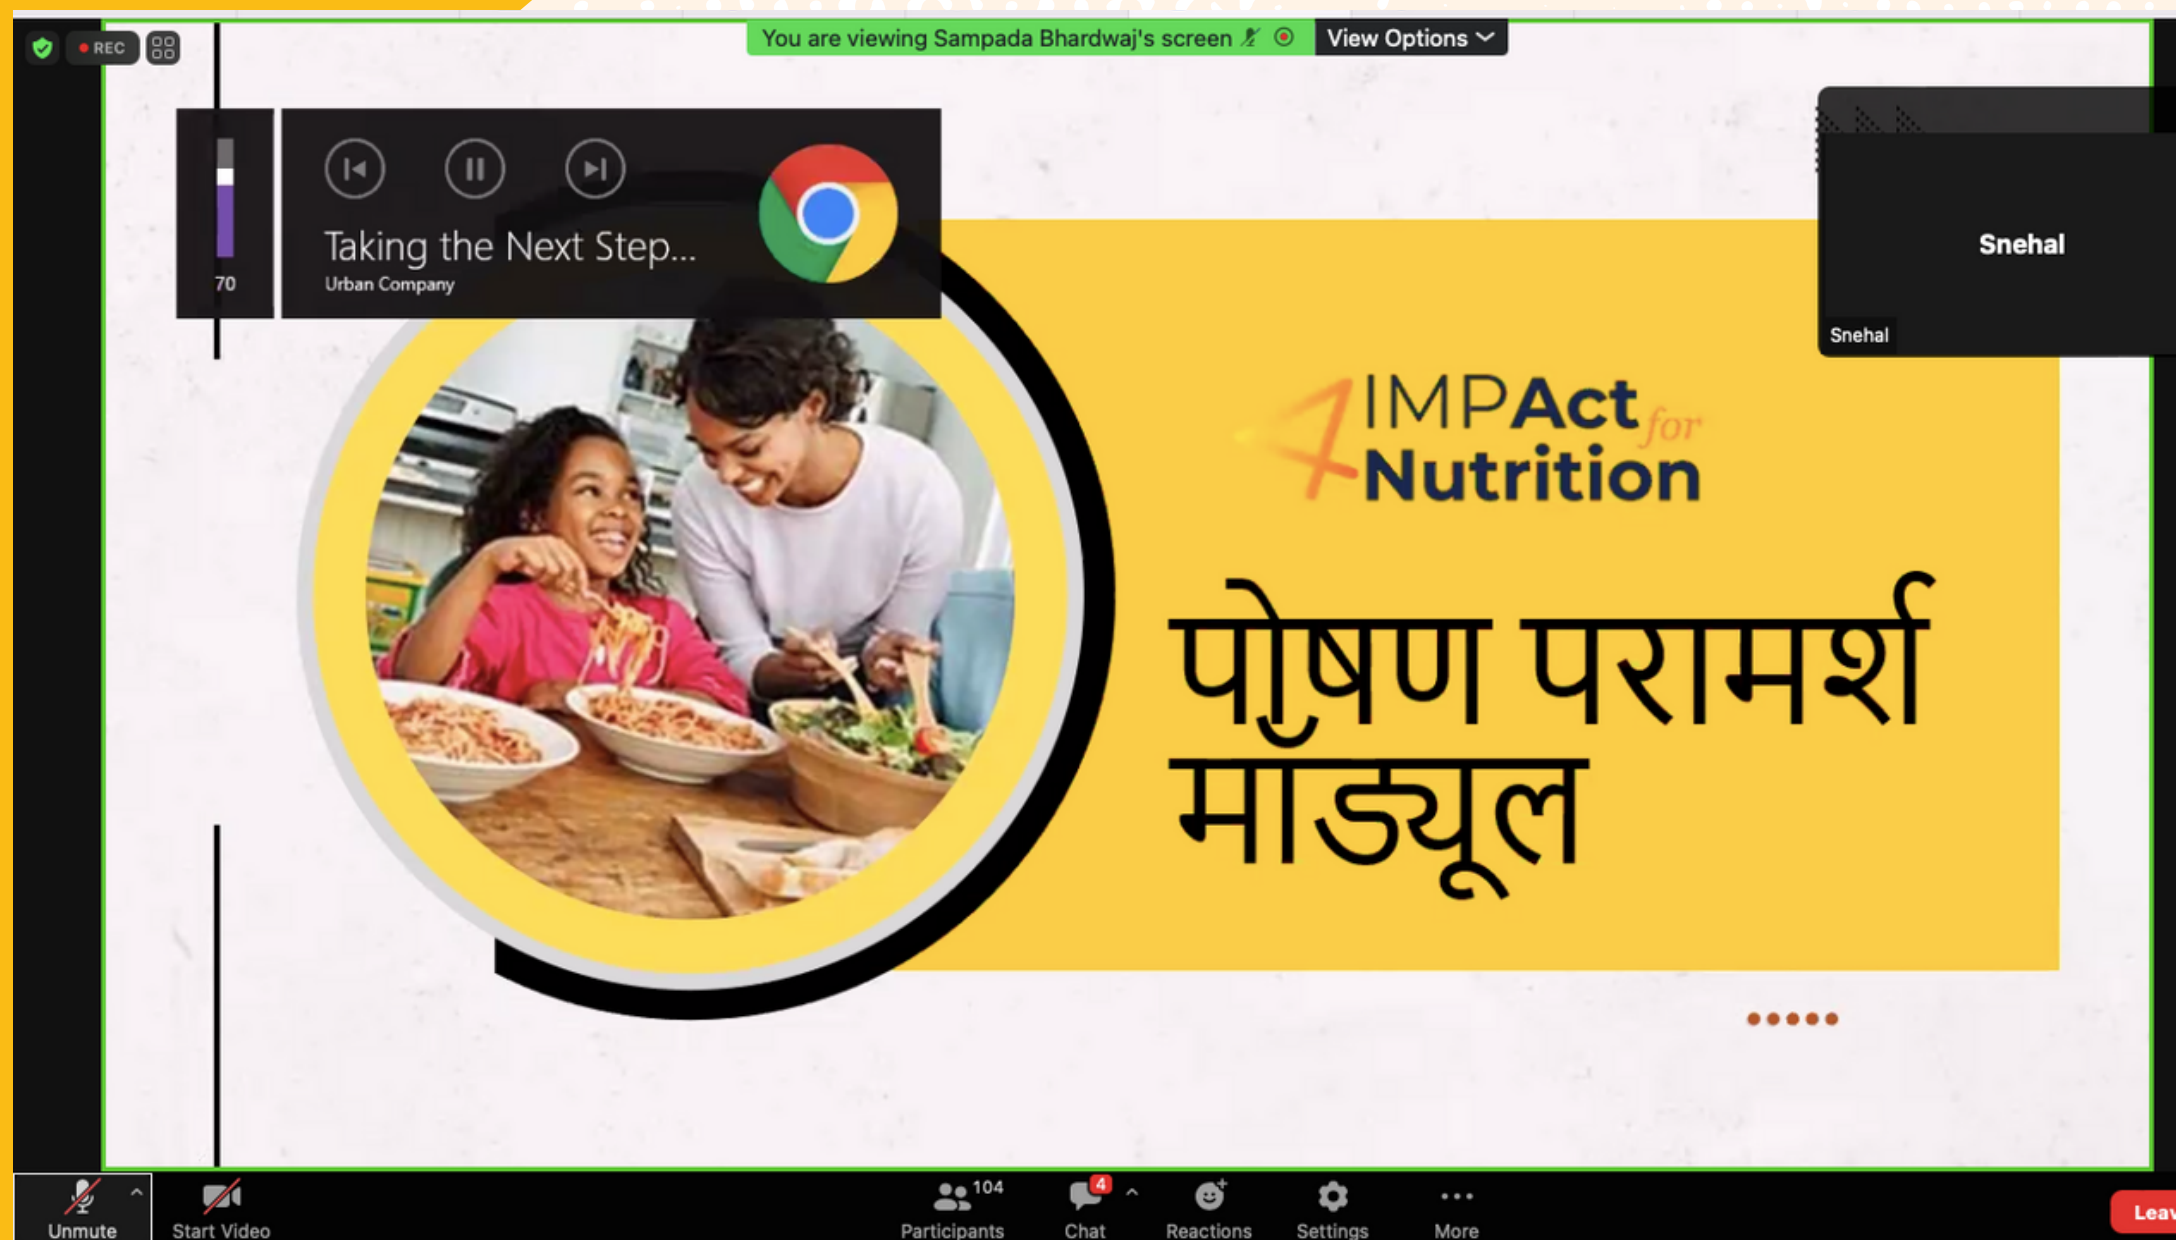 REC
You are viewing Sampada Bhardwaj's screen
View Options
Taking the Next Step...
Urban Company
70
Snehal
Snehal
IMPAct for
Nutrition
पोषण परामर्श
मॉड्यूल
Unmute
Start Video
104
Participants
4
Chat
Reactions
Settings
More